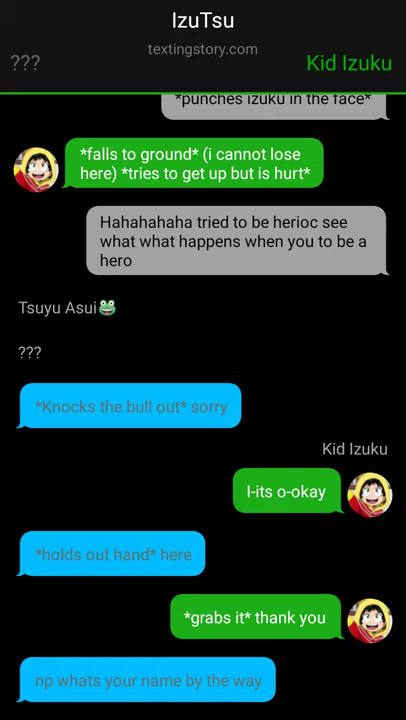 IzuTsu
textingstory.com
???
Kid Izuku
*punches izuku in the face*
*falls to ground* (i cannot lose
here) *tries to get up but is hurt*
Hahahahaha tried to be herioc see
what what happens when you to be a
hero
Tsuyu Asui🐸
???
*Knocks the bull out* sorry
Kid Izuku
I-its o-okay
*holds out hand* here
*grabs it* thank you
np whats your name by the way